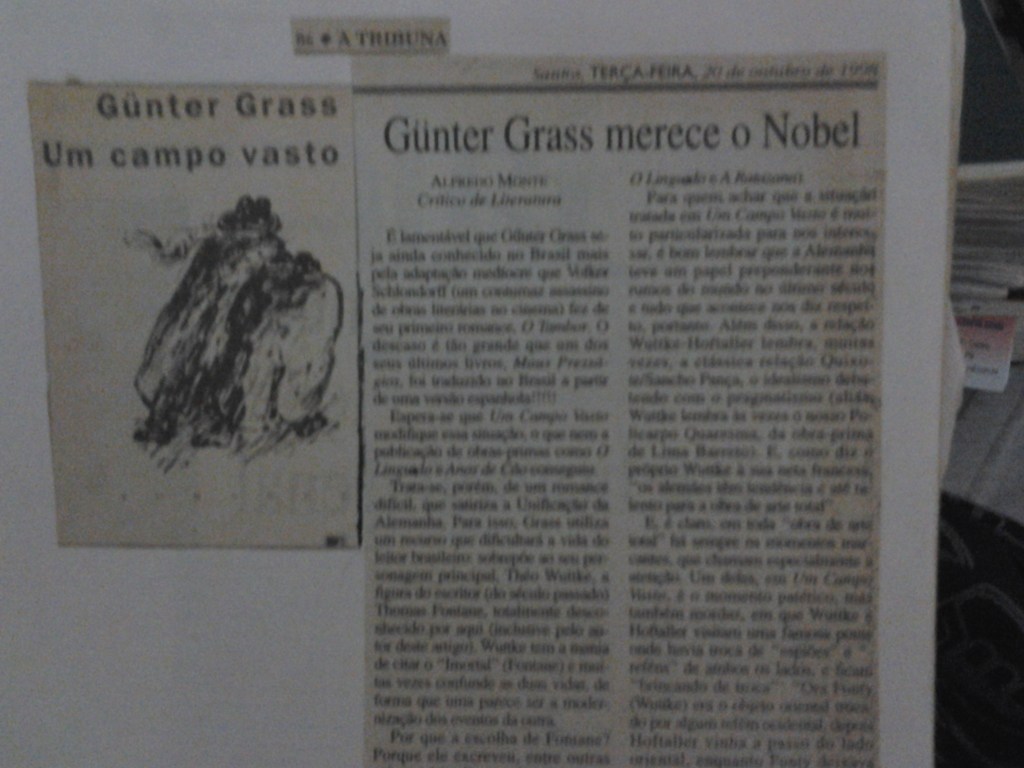 A TRIBUNA
Santos, TERÇA-FEIRA, 20 de outubro de 1998
Günter Grass
Um campo vasto
Günter Grass merece o Nobel
ALFREDO MONTE
Crítico de Literatura
É lamentável que Günter Grass se-
ja ainda conhecido no Brasil mais
pela adaptação medíocre que Volker
Schlondorff (um contumaz assassino
de obras literárias no cinema) fez de
seu primeiro romance, O Tambor. O
descaso é tão grande que um dos
seus últimos livros, Maus Pressá-
gios, foi traduzido no Brasil a partir
de uma versão espanhola!!!!!
Espera-se que Um Campo Vasto
modifique essa situação, o que nem a
publicação de obras-primas como O
Linguado e Anos de Cão conseguiu.
Trata-se, porém, de um romance
difícil, que satiriza a Unificação da
Alemanha. Para isso, Grass utiliza
um recurso que dificultará a vida do
leitor brasileiro: sobrepõe ao seu per-
sonagem principal, Théo Wuttke, a
figura do escritor (do século passado)
Thomas Fontane, totalmente desco-
nhecido por aqui (inclusive pelo au-
tor deste artigo). Wuttke tem a mania
de citar o "Imortal" (Fontane) e mui-
tas vezes confunde as duas vidas, de
forma que uma parece ser a moder-
nização dos eventos da outra.
Por que a escolha de Fontane?
Porque ele escreveu, entre outras
O Linguado e A Ratazana).
Para quem achar que a situação
tratada em Um Campo Vasto é mui-
to particularizada para nos interes-
sar, é bom lembrar que a Alemanha
teve um papel preponderante nos
rumos do mundo no último século
e tudo que acontece nos diz respei-
to, portanto. Além disso, a relação
Wuttke-Hoftaller lembra, muitas
vezes, a clássica relação Quixo-
te/Sancho Pança, o idealismo deba-
tendo com o pragmatismo (aliás,
Wuttke lembra às vezes o nosso Po-
licarpo Quaresma, da obra-prima
de Lima Barreto). E, como diz o
próprio Wuttke à sua neta francesa,
"os alemães têm tendência e até ta-
lento para a obra de arte total".
E, é claro, em toda "obra de arte
total" há sempre os momentos mar-
cantes, que chamam especialmente a
atenção. Um deles, em Um Campo
Vasto, é o momento patético, mas
também mordaz, em que Wuttke e
Hoftaller visitam uma famosa ponte
onde havia troca de "espiões" e "
reféns" de ambos os lados, e ficam
"brincando de troca": "Ora Fonty
(Wuttke) era o objeto oriental troca-
do por algum refém ocidental, depois
Hoftaller vinha a passo do lado
oriental, enquanto Fonty deixava